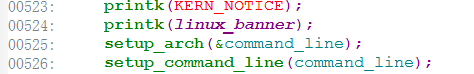 00523: printk(KERN_NOTICE);
00524: printk(linux_banner);
00525: setup_arch(&command_line);
00526: setup_command_line(command_line);